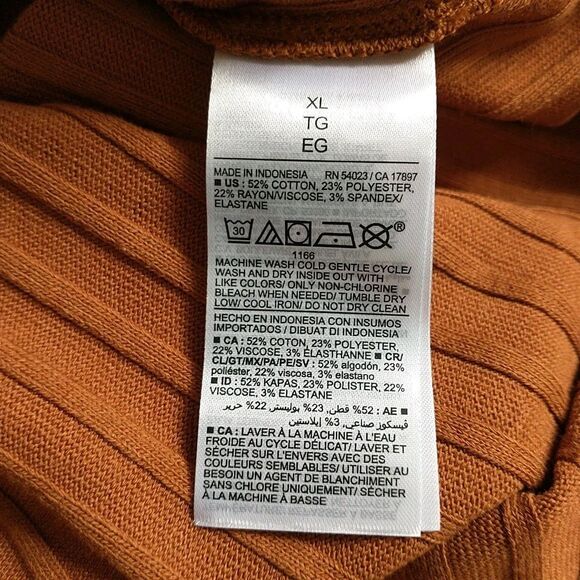 XL
TG
EG
MADE IN INDONESIA RN 54023 / CA 17897
■ US : 52% COTTON, 23% POLYESTER,
22% RAYON/VISCOSE, 3% SPANDEX/
ELASTANE
30 ®
1166
MACHINE WASH COLD GENTLE CYCLE/
WASH AND DRY INSIDE OUT WITH
LIKE COLORS/ ONLY NON-CHLORINE
BLEACH WHEN NEEDED/ TUMBLE DRY
LOW/ COOL IRON/ DO NOT DRY CLEAN
HECHO EN INDONESIA CON INSUMOS
IMPORTADOS / DIBUAT DI INDONESIA
■ CA : 52% COTON, 23% POLYESTER,
22% VISCOSE, 3% ÉLASTHANNE ■ CR/
CL/GT/MX/PA/PE/SV : 52% algodón, 23%
poliéster, 22% viscosa, 3% elastano
■ ID : 52% KAPAS, 23% POLISTER, 22%
VISCOSE, 3% ELASTANE
■ AE : 52% قطن, 23% بوليستر, 22% حرير
ڤيسكوز صناعي, 3% إيلاستين
■ CA : LAVER À LA MACHINE À L'EAU
FROIDE AU CYCLE DÉLICAT/ LAVER ET
SÉCHER SUR L'ENVERS AVEC DES
COULEURS SEMBLABLES/ UTILISER AU
BESOIN UN AGENT DE BLANCHIMENT
SANS CHLORE UNIQUEMENT/ SÉCHER
À LA MACHINE À BASSE